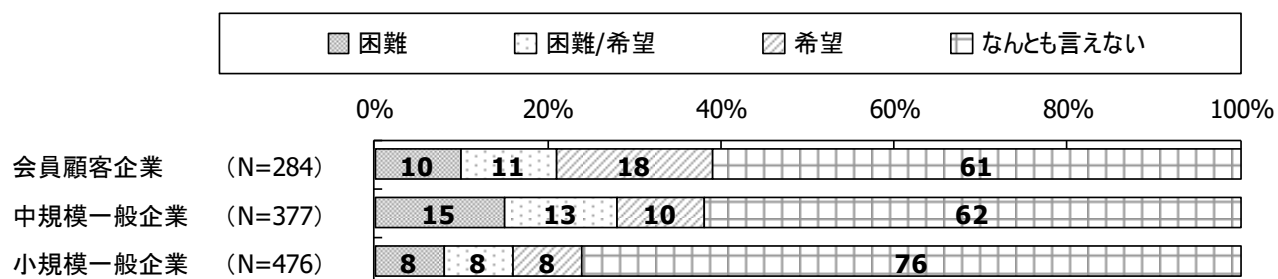 困難 困難/希望 希望 なんとも言えない
0% 20% 40% 60% 80% 100%
会員顧客企業 （N=284） 10 11 18 61
中規模一般企業 （N=377） 15 13 10 62
小規模一般企業 （N=476） 8 8 8 76